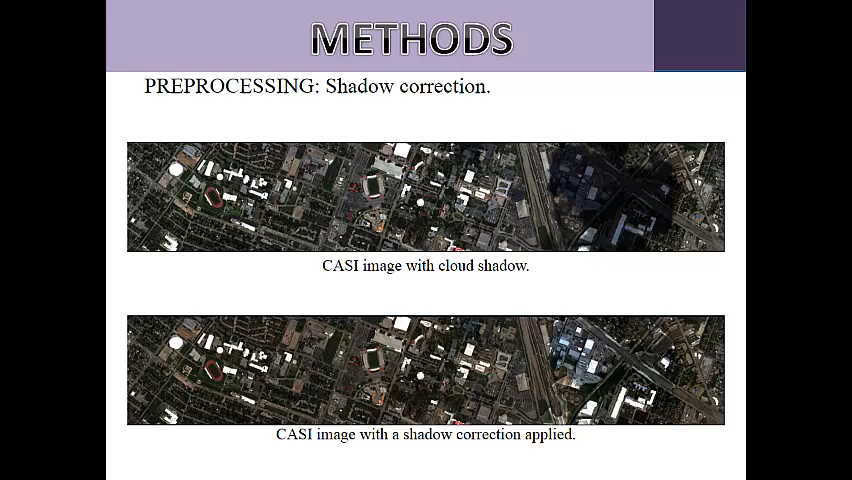 METHODS
PREPROCESSING: Shadow correction.
CASI image with cloud shadow.
CASI image with a shadow correction applied.